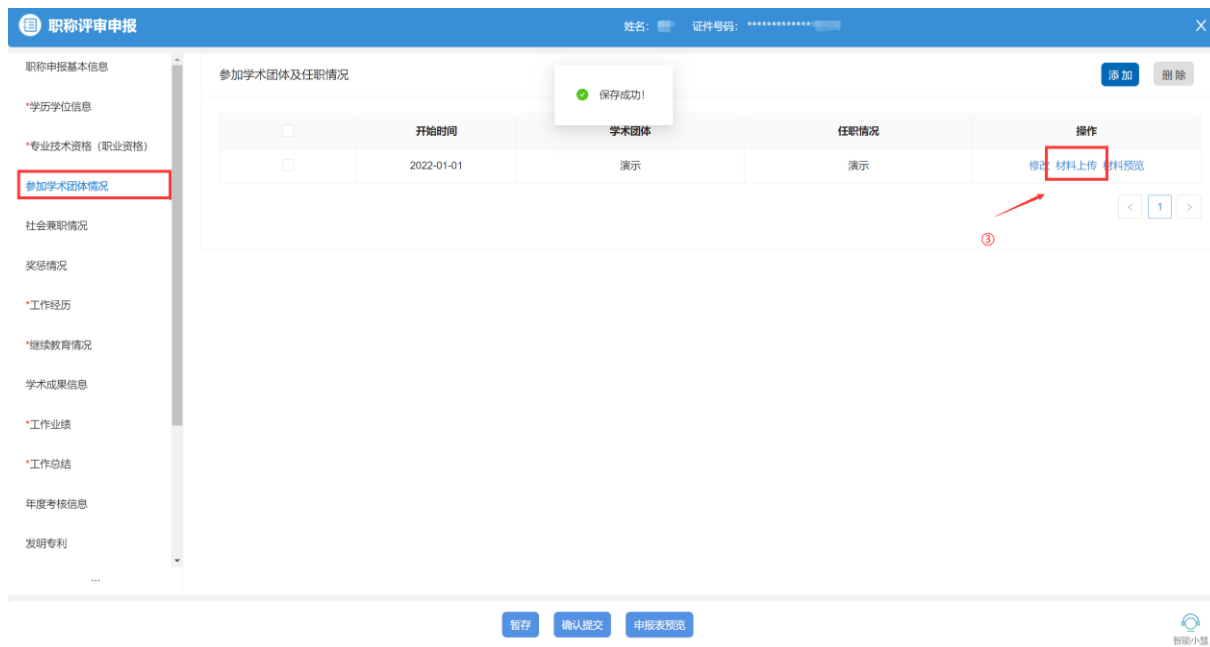 职称评审申报 姓名： 证件号码：************* X
职称申报基本信息
*学历学位信息
*专业技术资格（职业资格）
参加学术团体情况
社会兼职情况
奖惩情况
*工作经历
*继续教育情况
学术成果信息
*工作业绩
*工作总结
年度考核信息
发明专利
...
参加学术团体及任职情况 添加 删除
保存成功！
开始时间 学术团体 任职情况 操作
2022-01-01 演示 演示 修改 材料上传 材料预览
< 1 >
③
暂存 确认提交 申报表预览
智能小慧